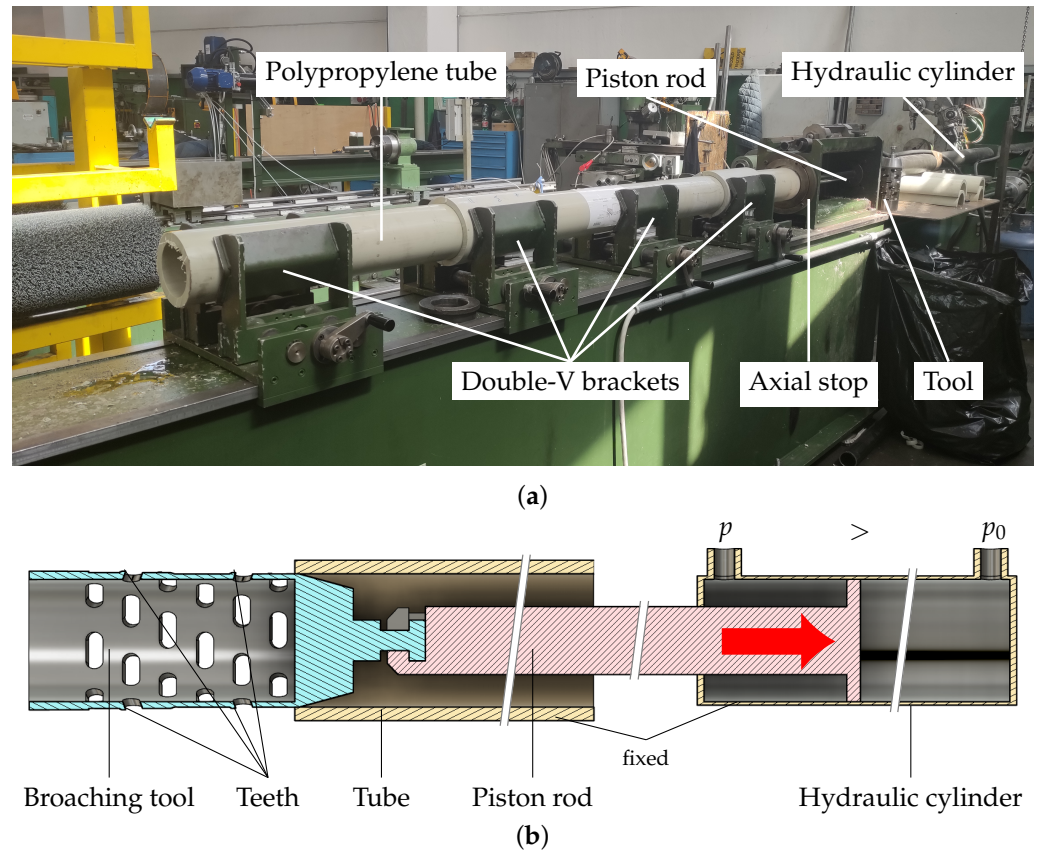 Polypropylene tube
Piston rod
Hydraulic cylinder
Double-V brackets
Axial stop
Tool
(a)
p > p₀
fixed
Broaching tool
Teeth
Tube
Piston rod
Hydraulic cylinder
(b)